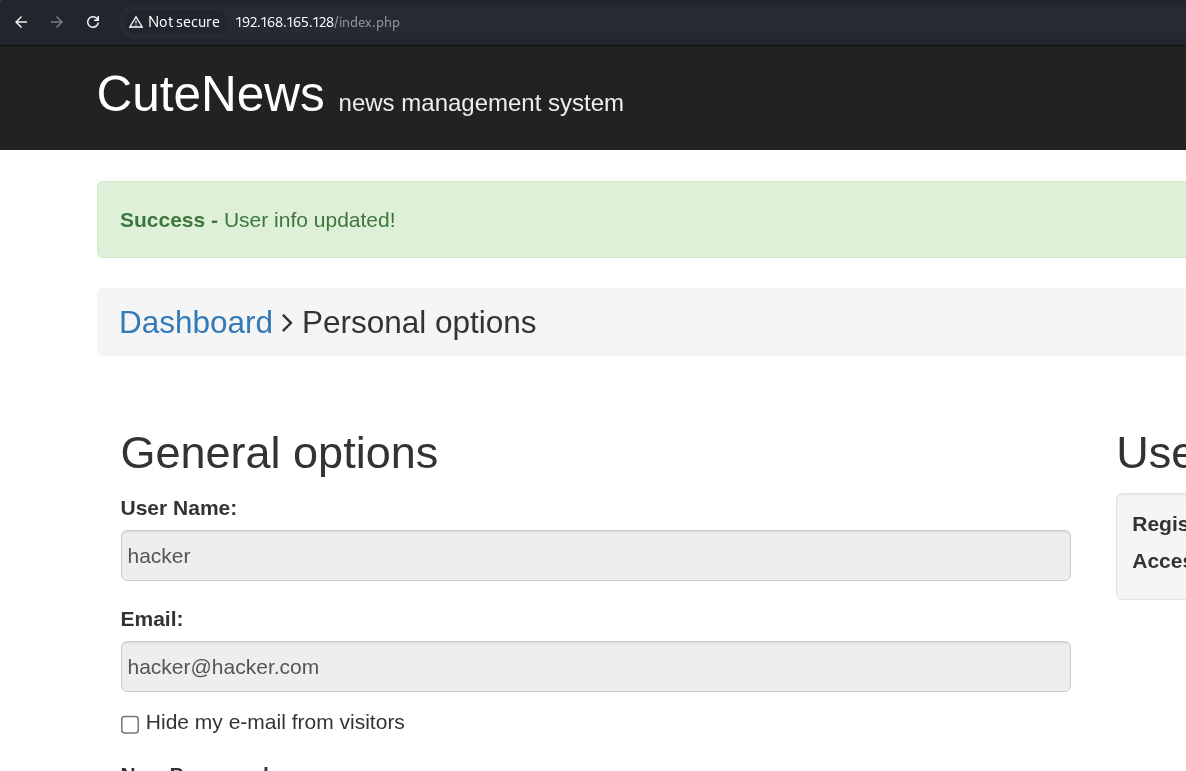 Not secure 192.168.165.128/index.php
CuteNews news management system
Success - User info updated!
Dashboard > Personal options
General options
User Name:
hacker
Email:
hacker@hacker.com
Hide my e-mail from visitors